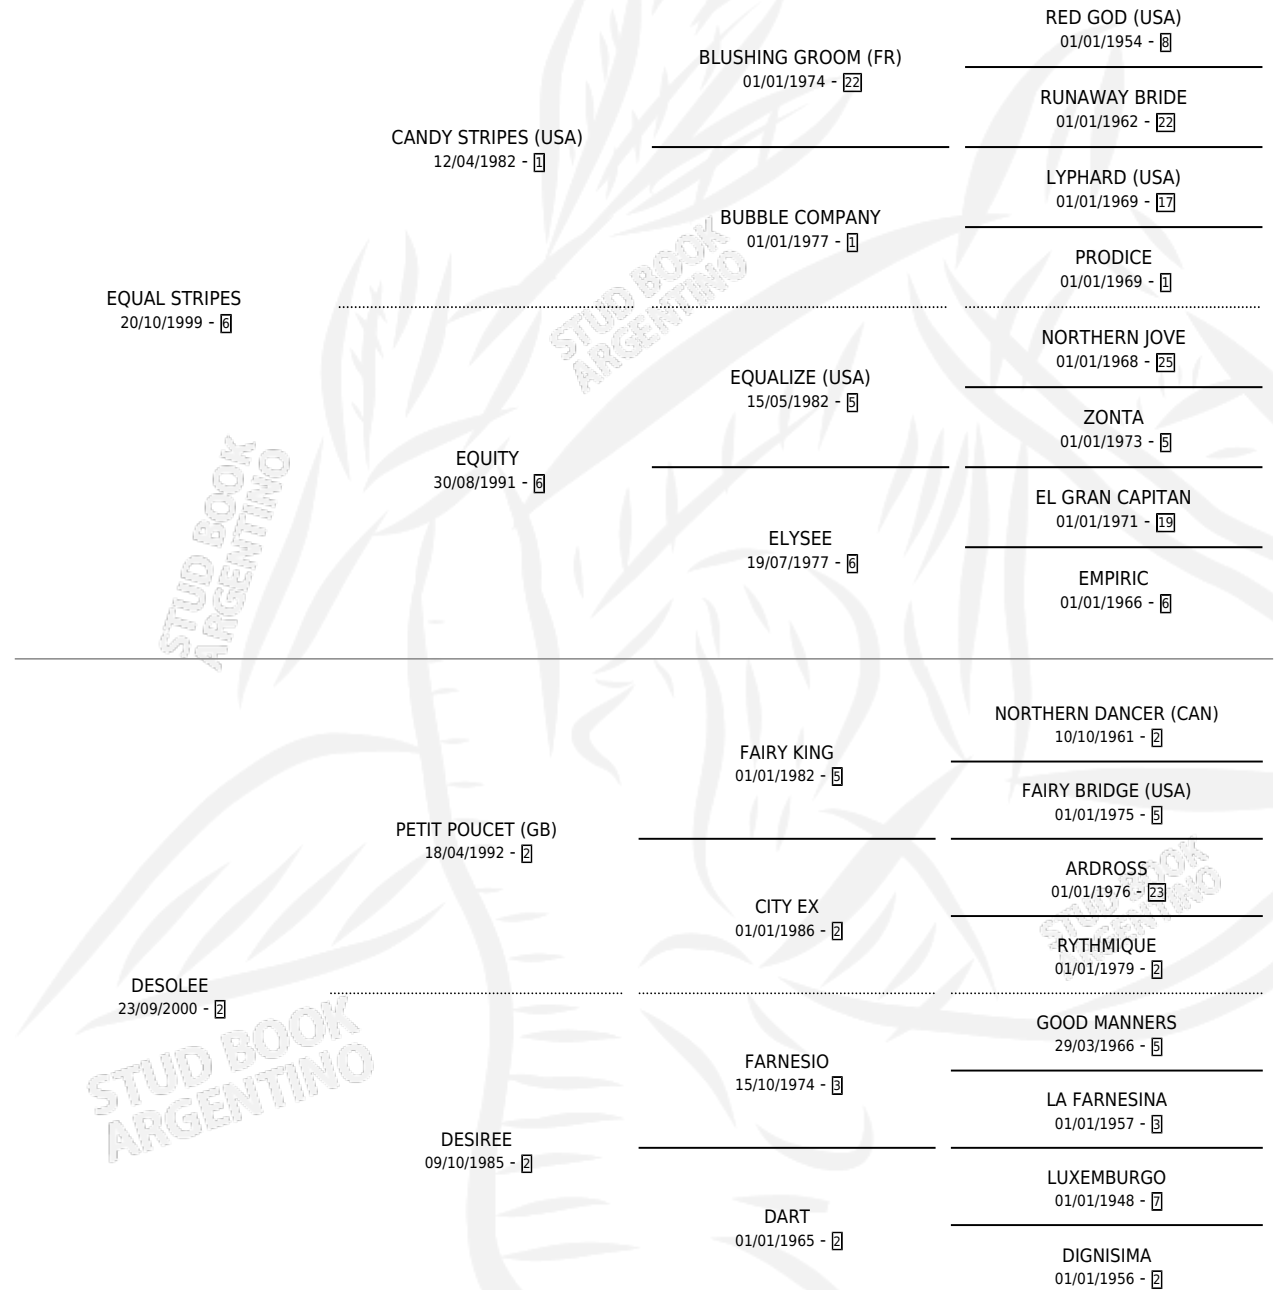 RED GOD (USA)
01/01/1954 - 8
BLUSHING GROOM (FR)
01/01/1974 - 22
RUNAWAY BRIDE
01/01/1962 - 22
CANDY STRIPES (USA)
12/04/1982 - 1
LYPHARD (USA)
01/01/1969 - 17
BUBBLE COMPANY
01/01/1977 - 1
PRODICE
01/01/1969 - 1
EQUAL STRIPES
20/10/1999 - 6
STUD BOOK
ARGENTINO
NORTHERN JOVE
01/01/1968 - 25
EQUALIZE (USA)
15/05/1982 - 5
ZONTA
01/01/1973 - 5
EQUITY
30/08/1991 - 6
EL GRAN CAPITAN
01/01/1971 - 19
ELYSEE
19/07/1977 - 6
EMPIRIC
01/01/1966 - 6
STUD BOOK
ARGENTINO
NORTHERN DANCER (CAN)
10/10/1961 - 2
FAIRY KING
01/01/1982 - 5
FAIRY BRIDGE (USA)
01/01/1975 - 5
PETIT POUCET (GB)
18/04/1992 - 2
ARDROSS
01/01/1976 - 23
CITY EX
01/01/1986 - 2
STUD BOOK
ARGENTINO
RYTHMIQUE
01/01/1979 - 2
DESOLEE
23/09/2000 - 2
STUD BOOK
ARGENTINO
GOOD MANNERS
29/03/1966 - 5
FARNESIO
15/10/1974 - 3
LA FARNESINA
01/01/1957 - 3
DESIREE
09/10/1985 - 2
LUXEMBURGO
01/01/1948 - 7
DART
01/01/1965 - 2
DIGNISIMA
01/01/1956 - 2